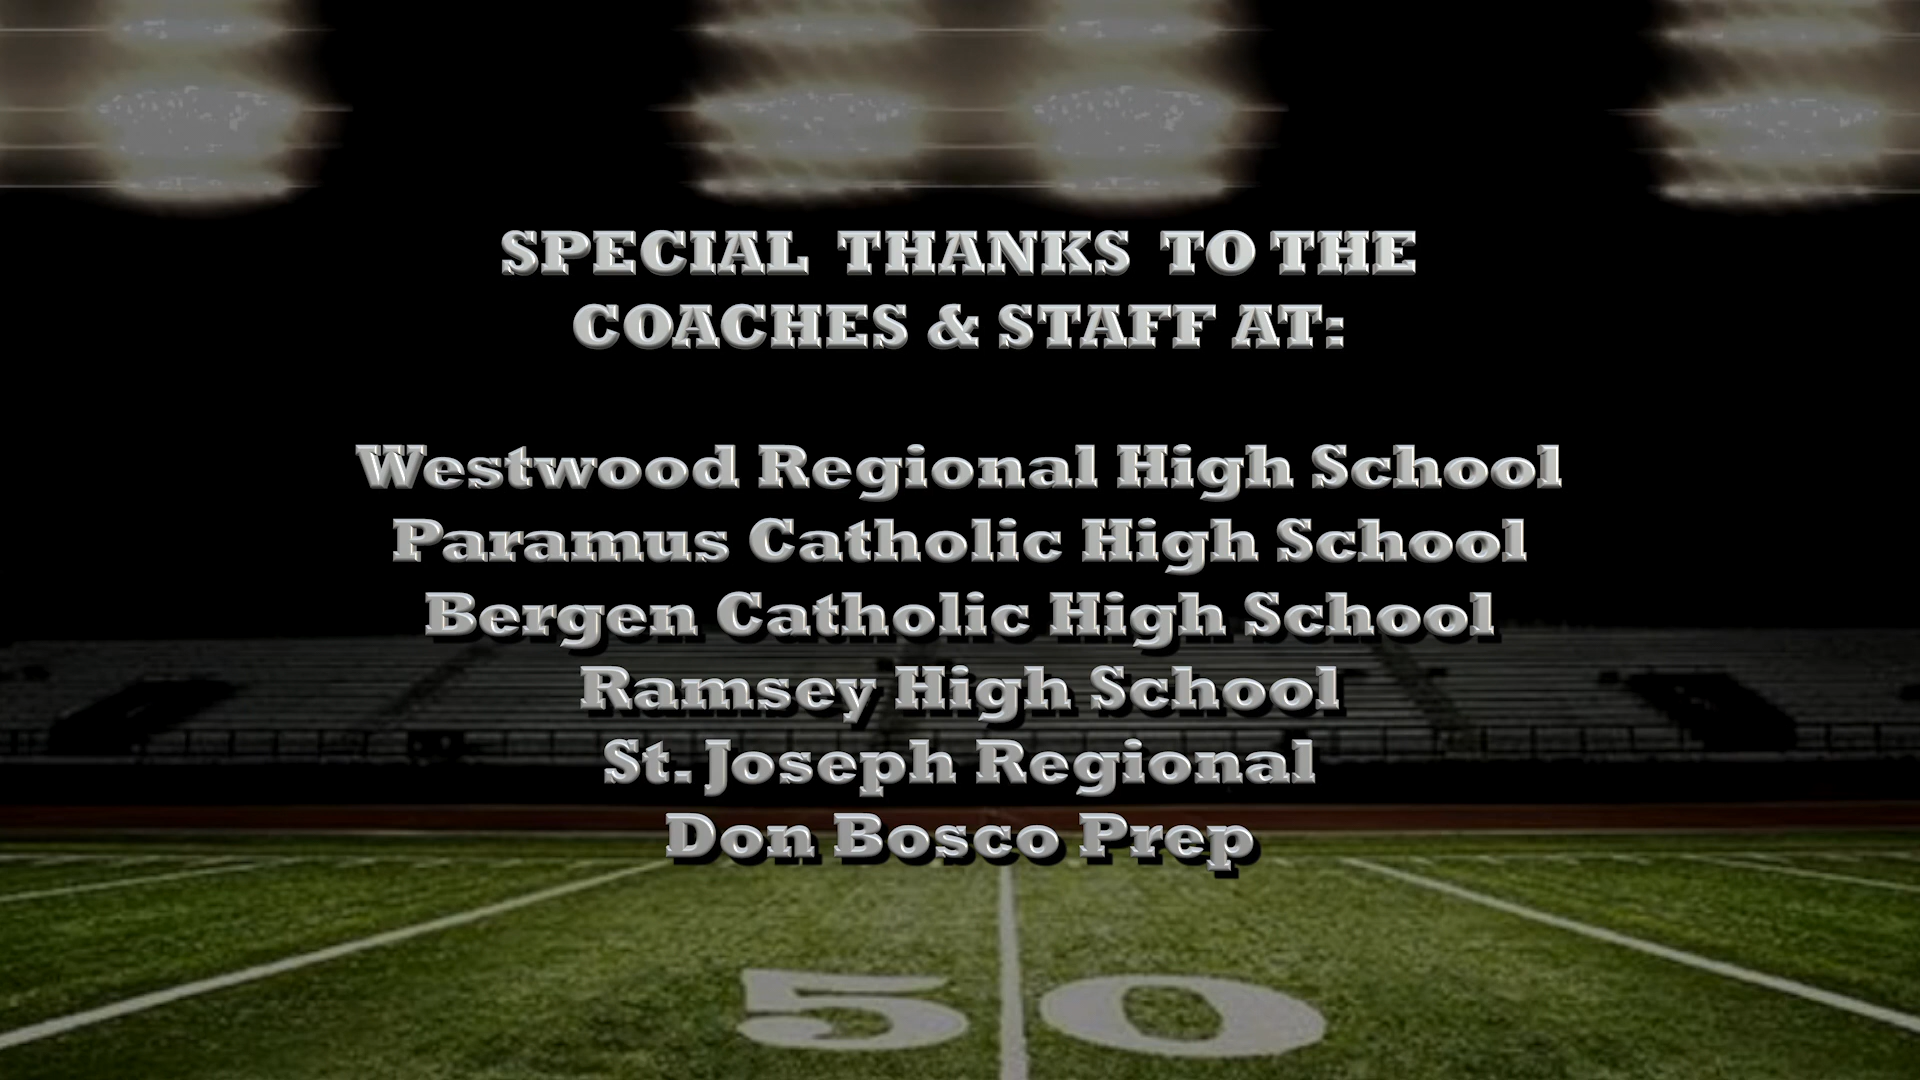 SPECIAL THANKS TO THE
COACHES & STAFF AT:
Westwood Regional High School
Paramus Catholic High School
Bergen Catholic High School
Ramsey High School
St. Joseph Regional
Don Bosco Prep
50